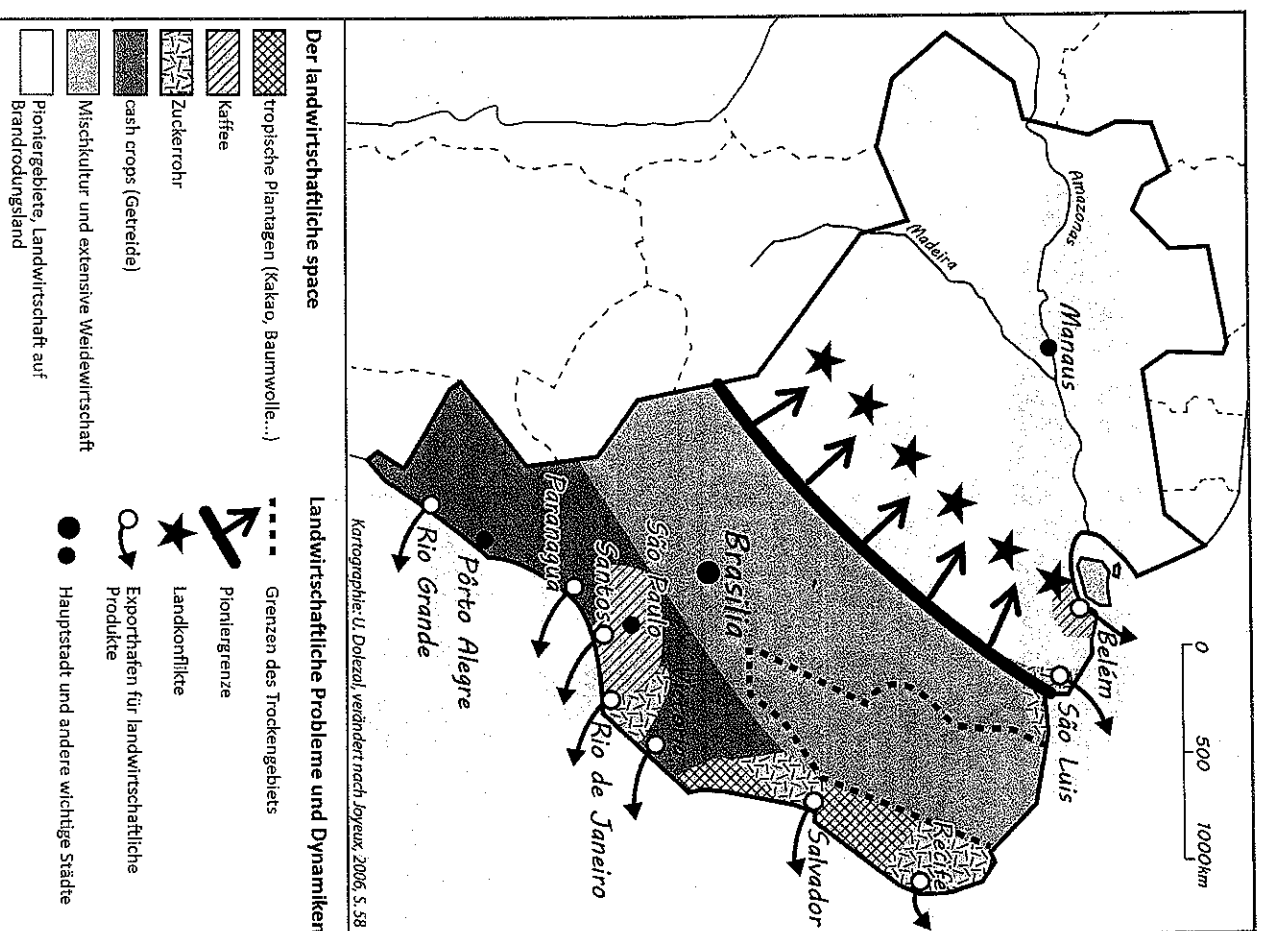 0 500 1000km
Amazonas
Manaus
Madeira
Belém
São Luis
Recife
Salvador
Brasilia
São Paulo
Santos
Rio de Janeiro
Paranagua
Pôrto Alegre
Rio Grande
Kartographie: U. Dolezal, verändert nach Joyeux, 2006, S. 58
Der landwirtschaftliche space
tropische Plantagen (Kakao, Baumwolle...)
Kaffee
Zuckerrohr
cash crops (Getreide)
Mischkultur und extensive Weidewirtschaft
Pioniergebiete, Landwirtschaft auf
Brandrodungsland
Landwirtschaftliche Probleme und Dynamiken
Grenzen des Trockengebiets
Pioniergrenze
Landkonflikte
Exporthafen für landwirtschaftliche
Produkte
Hauptstadt und andere wichtige Städte